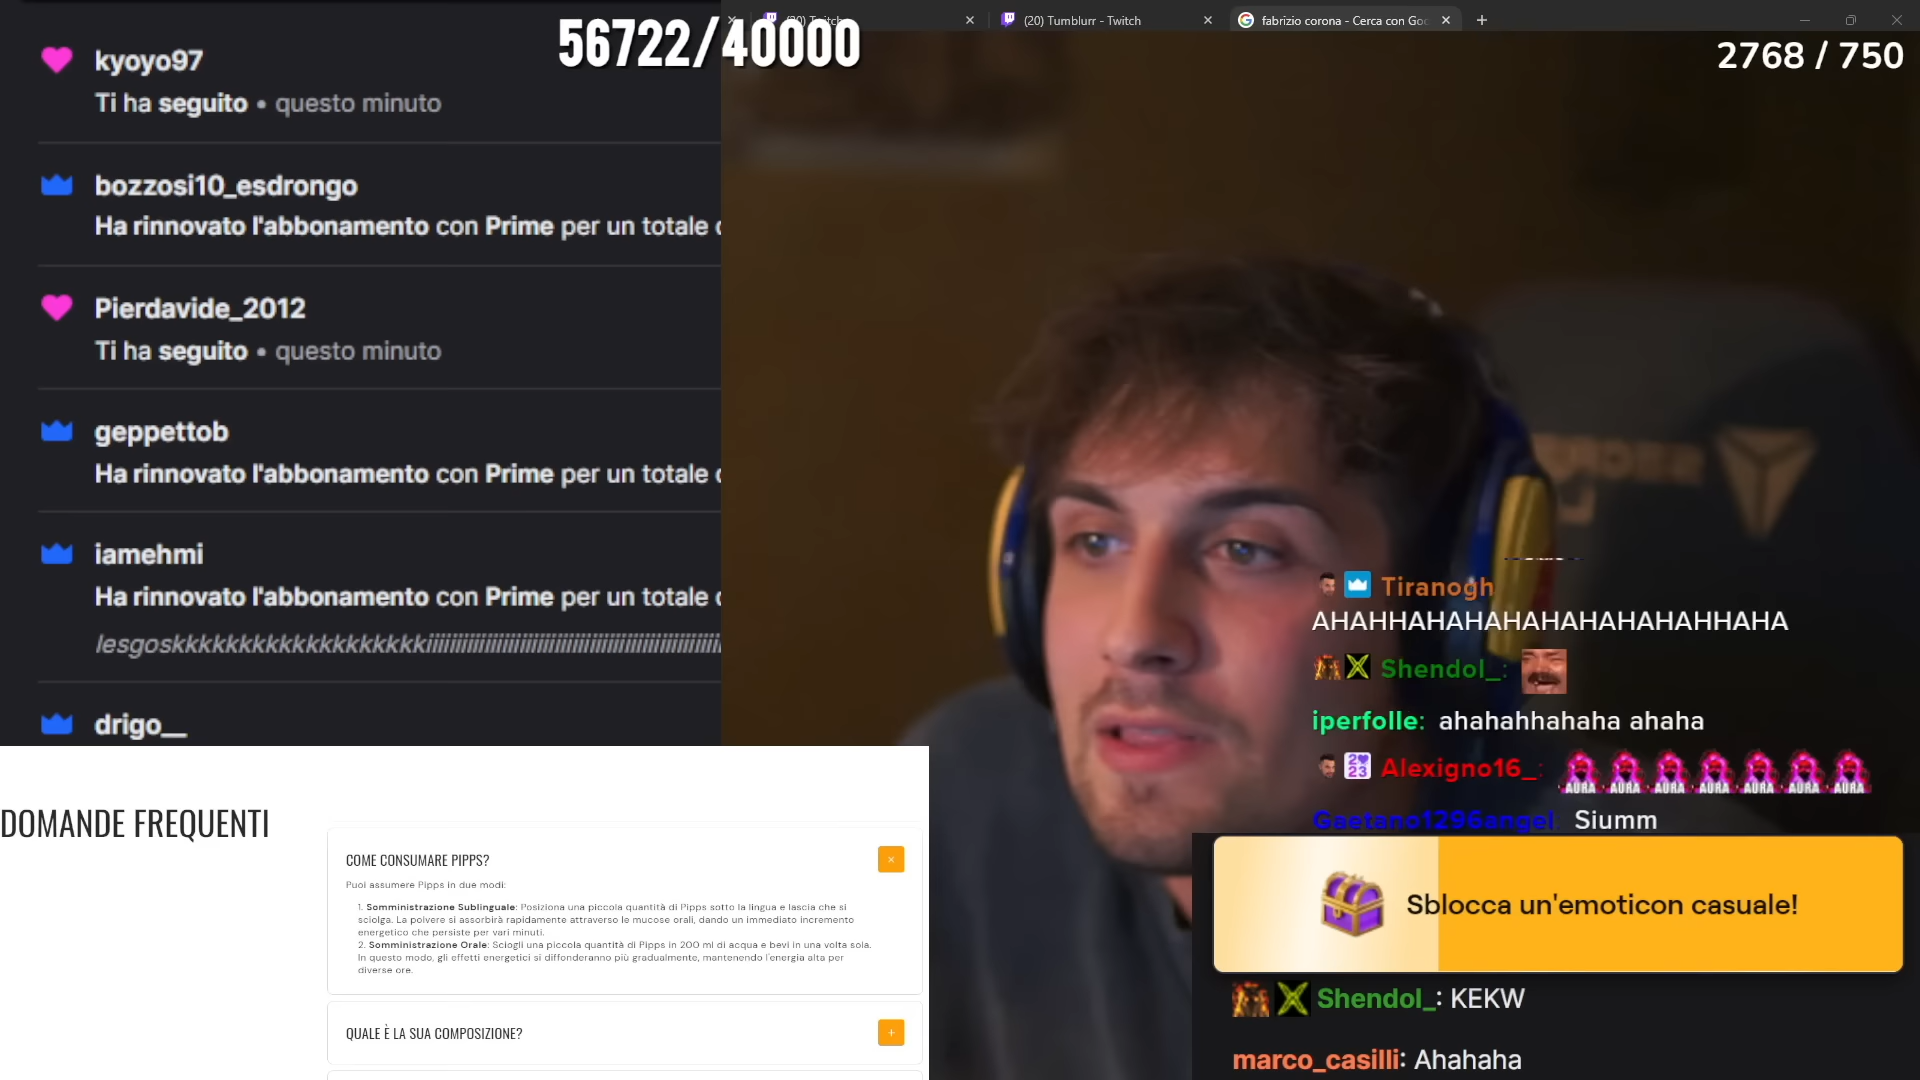 (20) Tumblurr - Twitch
fabrizio corona - Cerca con Goo
56722/40000
2768 / 750
kyoyo97
Ti ha seguito • questo minuto
bozzosi10_esdrongo
Ha rinnovato l'abbonamento con Prime per un totale
Pierdavide_2012
Ti ha seguito • questo minuto
geppettob
Ha rinnovato l'abbonamento con Prime per un totale
iamehmi
Ha rinnovato l'abbonamento con Prime per un totale
drigo__
Tiranogh
AHAHHAHAHAHAHAHAHAHAHHAHA
Shendol_:
iperfolle: ahahahhahaha ahaha
Alexigno16_:
AURA AURA AURA AURA AURA AURA AURA
Gaetano1296angel: Siumm
Sblocca un'emoticon casuale!
Shendol_: KEKW
marco_casilli: Ahahaha
DOMANDE FREQUENTI
COME CONSUMARE PIPPS?
Puoi assumere Pipps in due modi:
1. Somministrazione Sublinguale: Posiziona una piccola quantità di Pipps sotto la lingua e lascia che si
sciolga. La polvere si assorbirà rapidamente attraverso le mucose orali, dando un immediato incremento
energetico che persiste per vari minuti.
2. Somministrazione Orale: Sciogli una piccola quantità di Pipps in 200 ml di acqua e bevi in una volta sola.
In questo modo, gli effetti energetici si diffonderanno più gradualmente, mantenendo l'energia alta per
diverse ore.
QUALE È LA SUA COMPOSIZIONE?